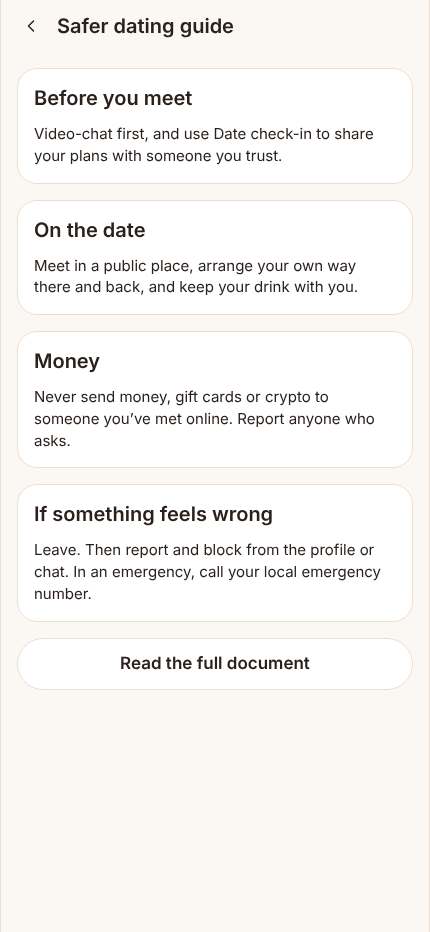 Safer dating guide
Before you meet
Video-chat first, and use Date check-in to share
your plans with someone you trust.
On the date
Meet in a public place, arrange your own way
there and back, and keep your drink with you.
Money
Never send money, gift cards or crypto to
someone you’ve met online. Report anyone who
asks.
If something feels wrong
Leave. Then report and block from the profile or
chat. In an emergency, call your local emergency
number.
Read the full document